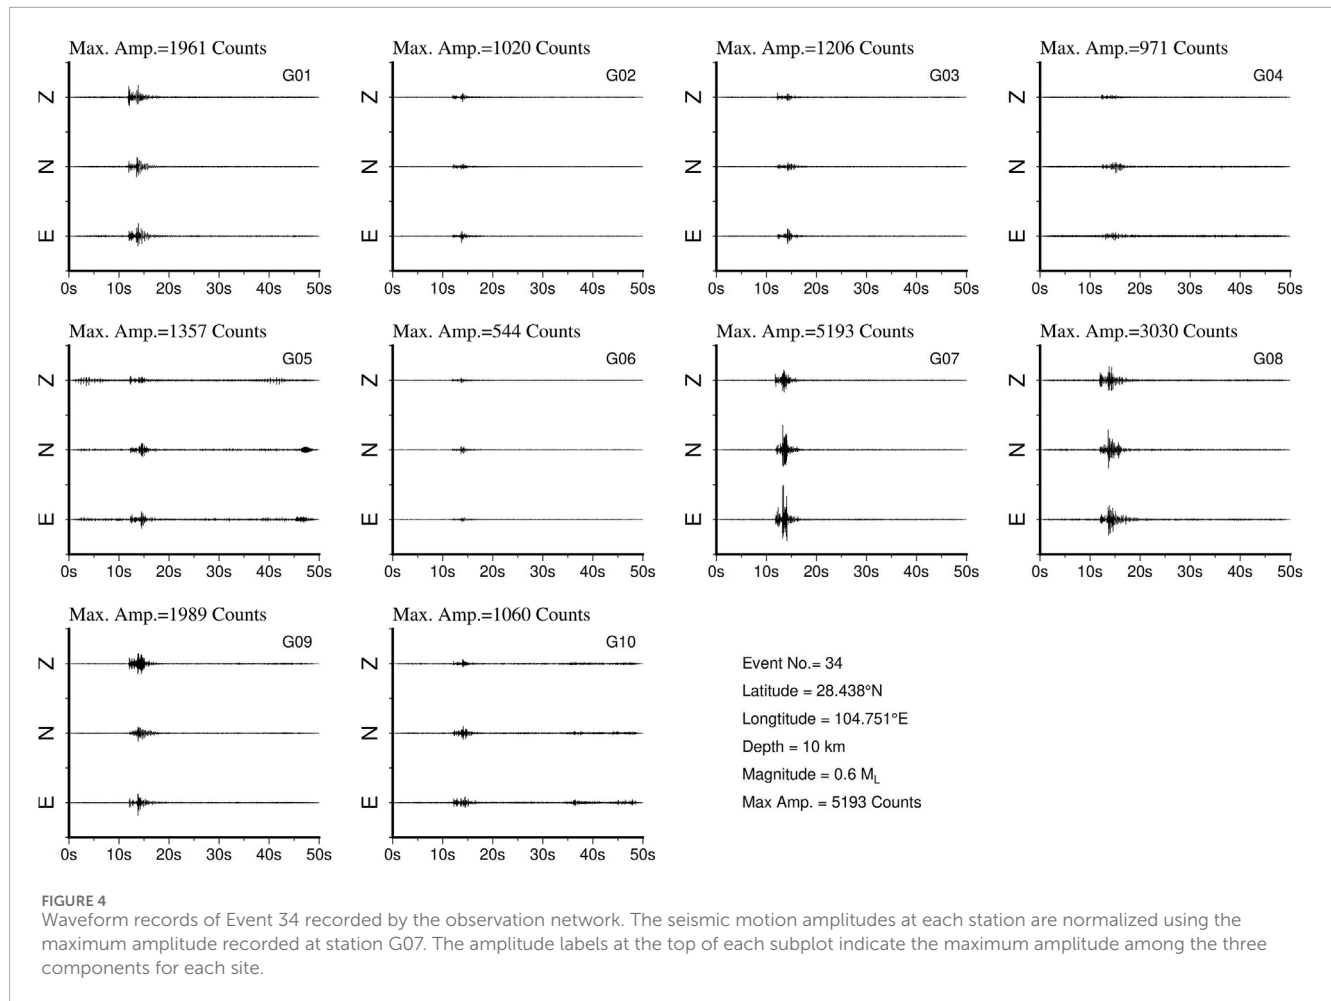 Max. Amp.=1961 Counts
G01
Z
N
E
0s 10s 20s 30s 40s 50s
Max. Amp.=1020 Counts
G02
Z
N
E
0s 10s 20s 30s 40s 50s
Max. Amp.=1206 Counts
G03
Z
N
E
0s 10s 20s 30s 40s 50s
Max. Amp.=971 Counts
G04
Z
N
E
0s 10s 20s 30s 40s 50s
Max. Amp.=1357 Counts
G05
Z
N
E
0s 10s 20s 30s 40s 50s
Max. Amp.=544 Counts
G06
Z
N
E
0s 10s 20s 30s 40s 50s
Max. Amp.=5193 Counts
G07
Z
N
E
0s 10s 20s 30s 40s 50s
Max. Amp.=3030 Counts
G08
Z
N
E
0s 10s 20s 30s 40s 50s
Max. Amp.=1989 Counts
G09
Z
N
E
0s 10s 20s 30s 40s 50s
Max. Amp.=1060 Counts
G10
Z
N
E
0s 10s 20s 30s 40s 50s
Event No.= 34
Latitude = 28.438°N
Longtitude = 104.751°E
Depth = 10 km
Magnitude = 0.6 ML
Max Amp. = 5193 Counts
FIGURE 4
Waveform records of Event 34 recorded by the observation network. The seismic motion amplitudes at each station are normalized using the
maximum amplitude recorded at station G07. The amplitude labels at the top of each subplot indicate the maximum amplitude among the three
components for each site.